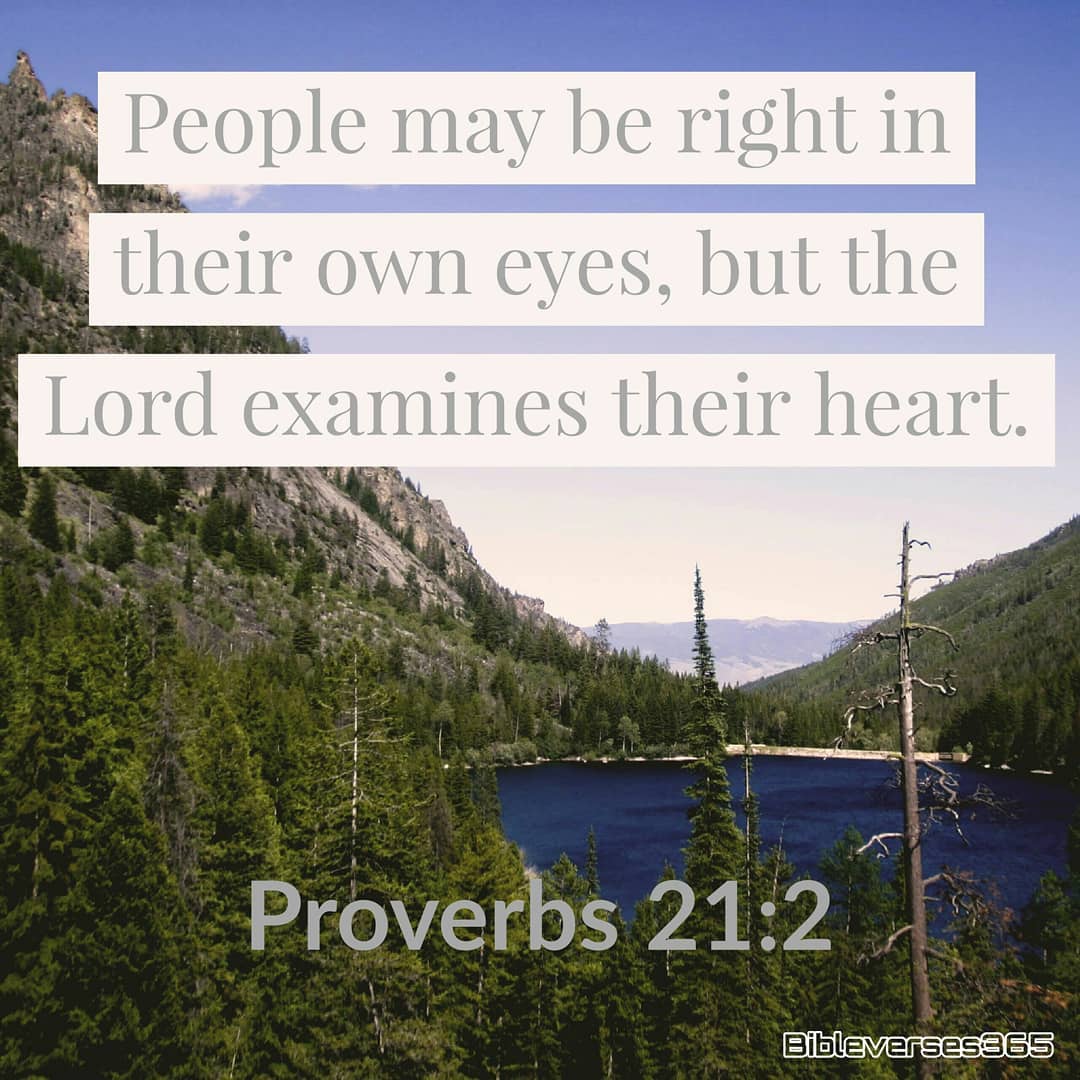 People may be right in
their own eyes, but the
Lord examines their heart.
Proverbs 21:2
Bibleverses365